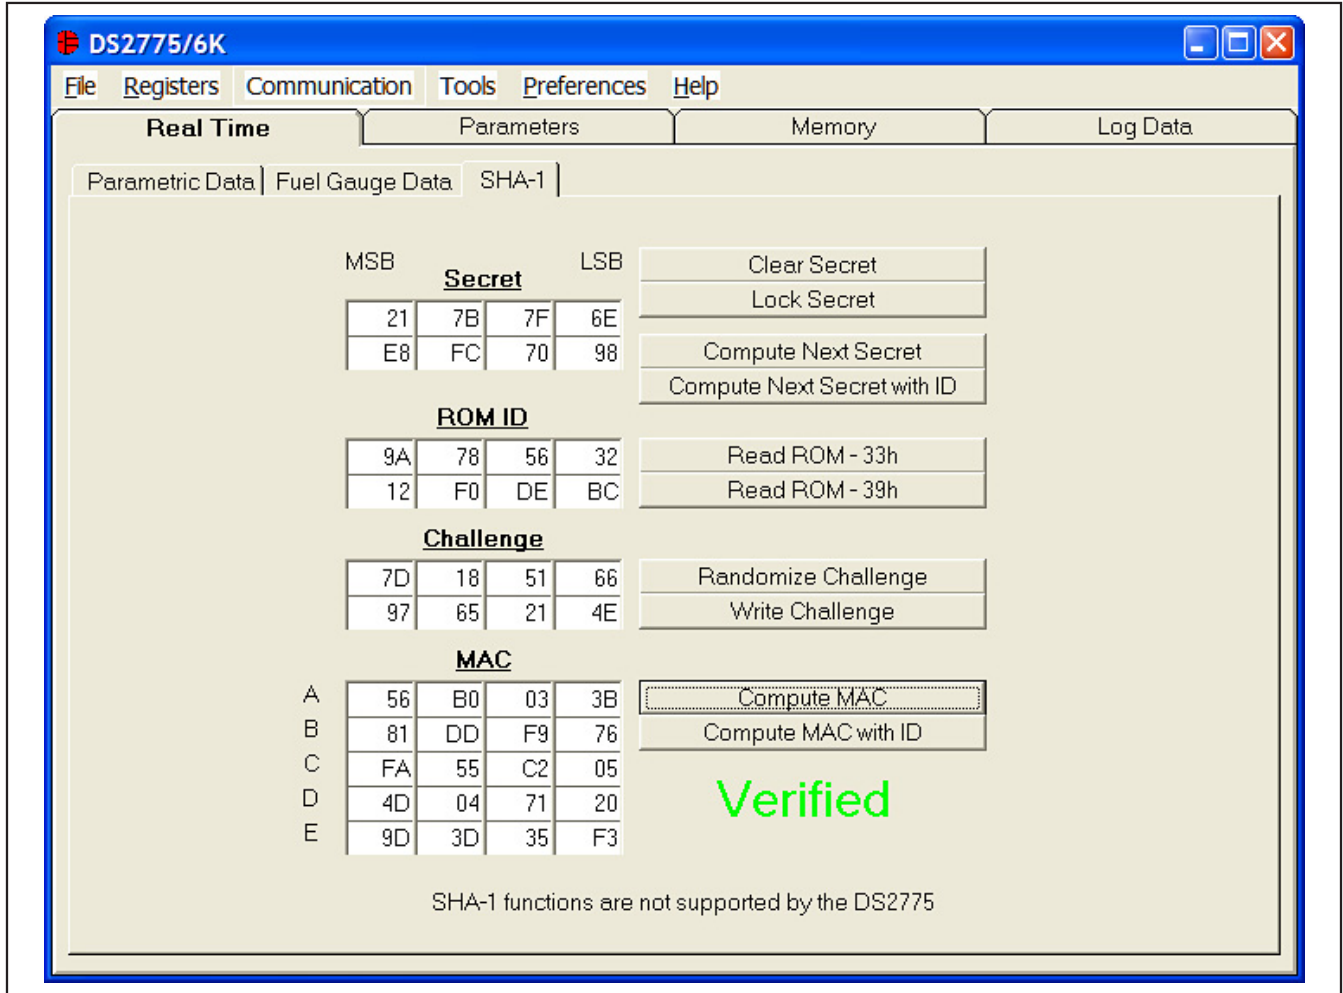 DS2775/6K
File Registers Communication Tools Preferences Help
Real Time Parameters Memory Log Data
Parametric Data Fuel Gauge Data SHA-1
MSB LSB
Secret
Clear Secret
Lock Secret
21 7B 7F 6E
E8 FC 70 98
Compute Next Secret
Compute Next Secret with ID
ROM ID
9A 78 56 32 Read ROM - 33h
12 F0 DE BC Read ROM - 39h
Challenge
7D 18 51 66 Randomize Challenge
97 65 21 4E Write Challenge
MAC
A 56 B0 03 3B Compute MAC
B 81 DD F9 76 Compute MAC with ID
C FA 55 C2 05
D 4D 04 71 20
Verified
E 9D 3D 35 F3
SHA-1 functions are not supported by the DS2775